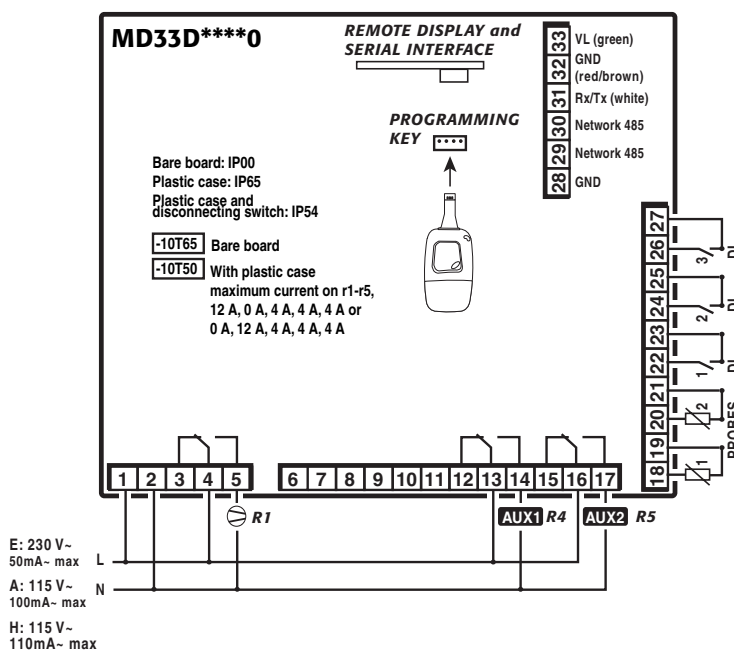 MD33D****0
REMOTE DISPLAY and
SERIAL INTERFACE
PROGRAMMING
KEY
Bare board: IP00
Plastic case: IP65
Plastic case and
disconnecting switch: IP54
-10T65 Bare board
-10T50 With plastic case
maximum current on r1-r5,
12 A, 0 A, 4 A, 4 A, 4 A or
0 A, 12 A, 4 A, 4 A, 4 A
33 VL (green)
32 GND
(red/brown)
31 Rx/Tx (white)
30 Network 485
29 Network 485
28 GND
27
26
25
24
23
22
21
20
19
18
3 DI
2 DI
1 DI
2
1
PROBES
1 2 3 4 5 6 7 8 9 10 11 12 13 14 15 16 17
R1
AUX1 R4
AUX2 R5
E: 230 V~
50mA~ max
L
A: 115 V~
100mA~ max
N
H: 115 V~
110mA~ max